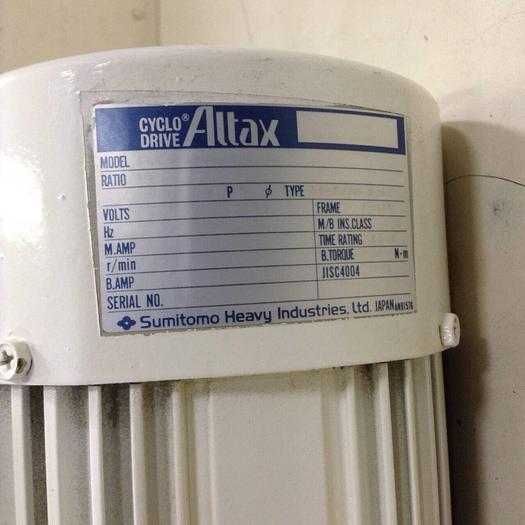 CYCLO® DRIVE Altax
MODEL
RATIO
P ϕ TYPE
VOLTS FRAME
Hz M/B INS.CLASS
M.AMP TIME RATING
r/min B.TORQUE N-m
B.AMP JISC4004
SERIAL NO.
Sumitomo Heavy Industries, Ltd. JAPAN AN9157G